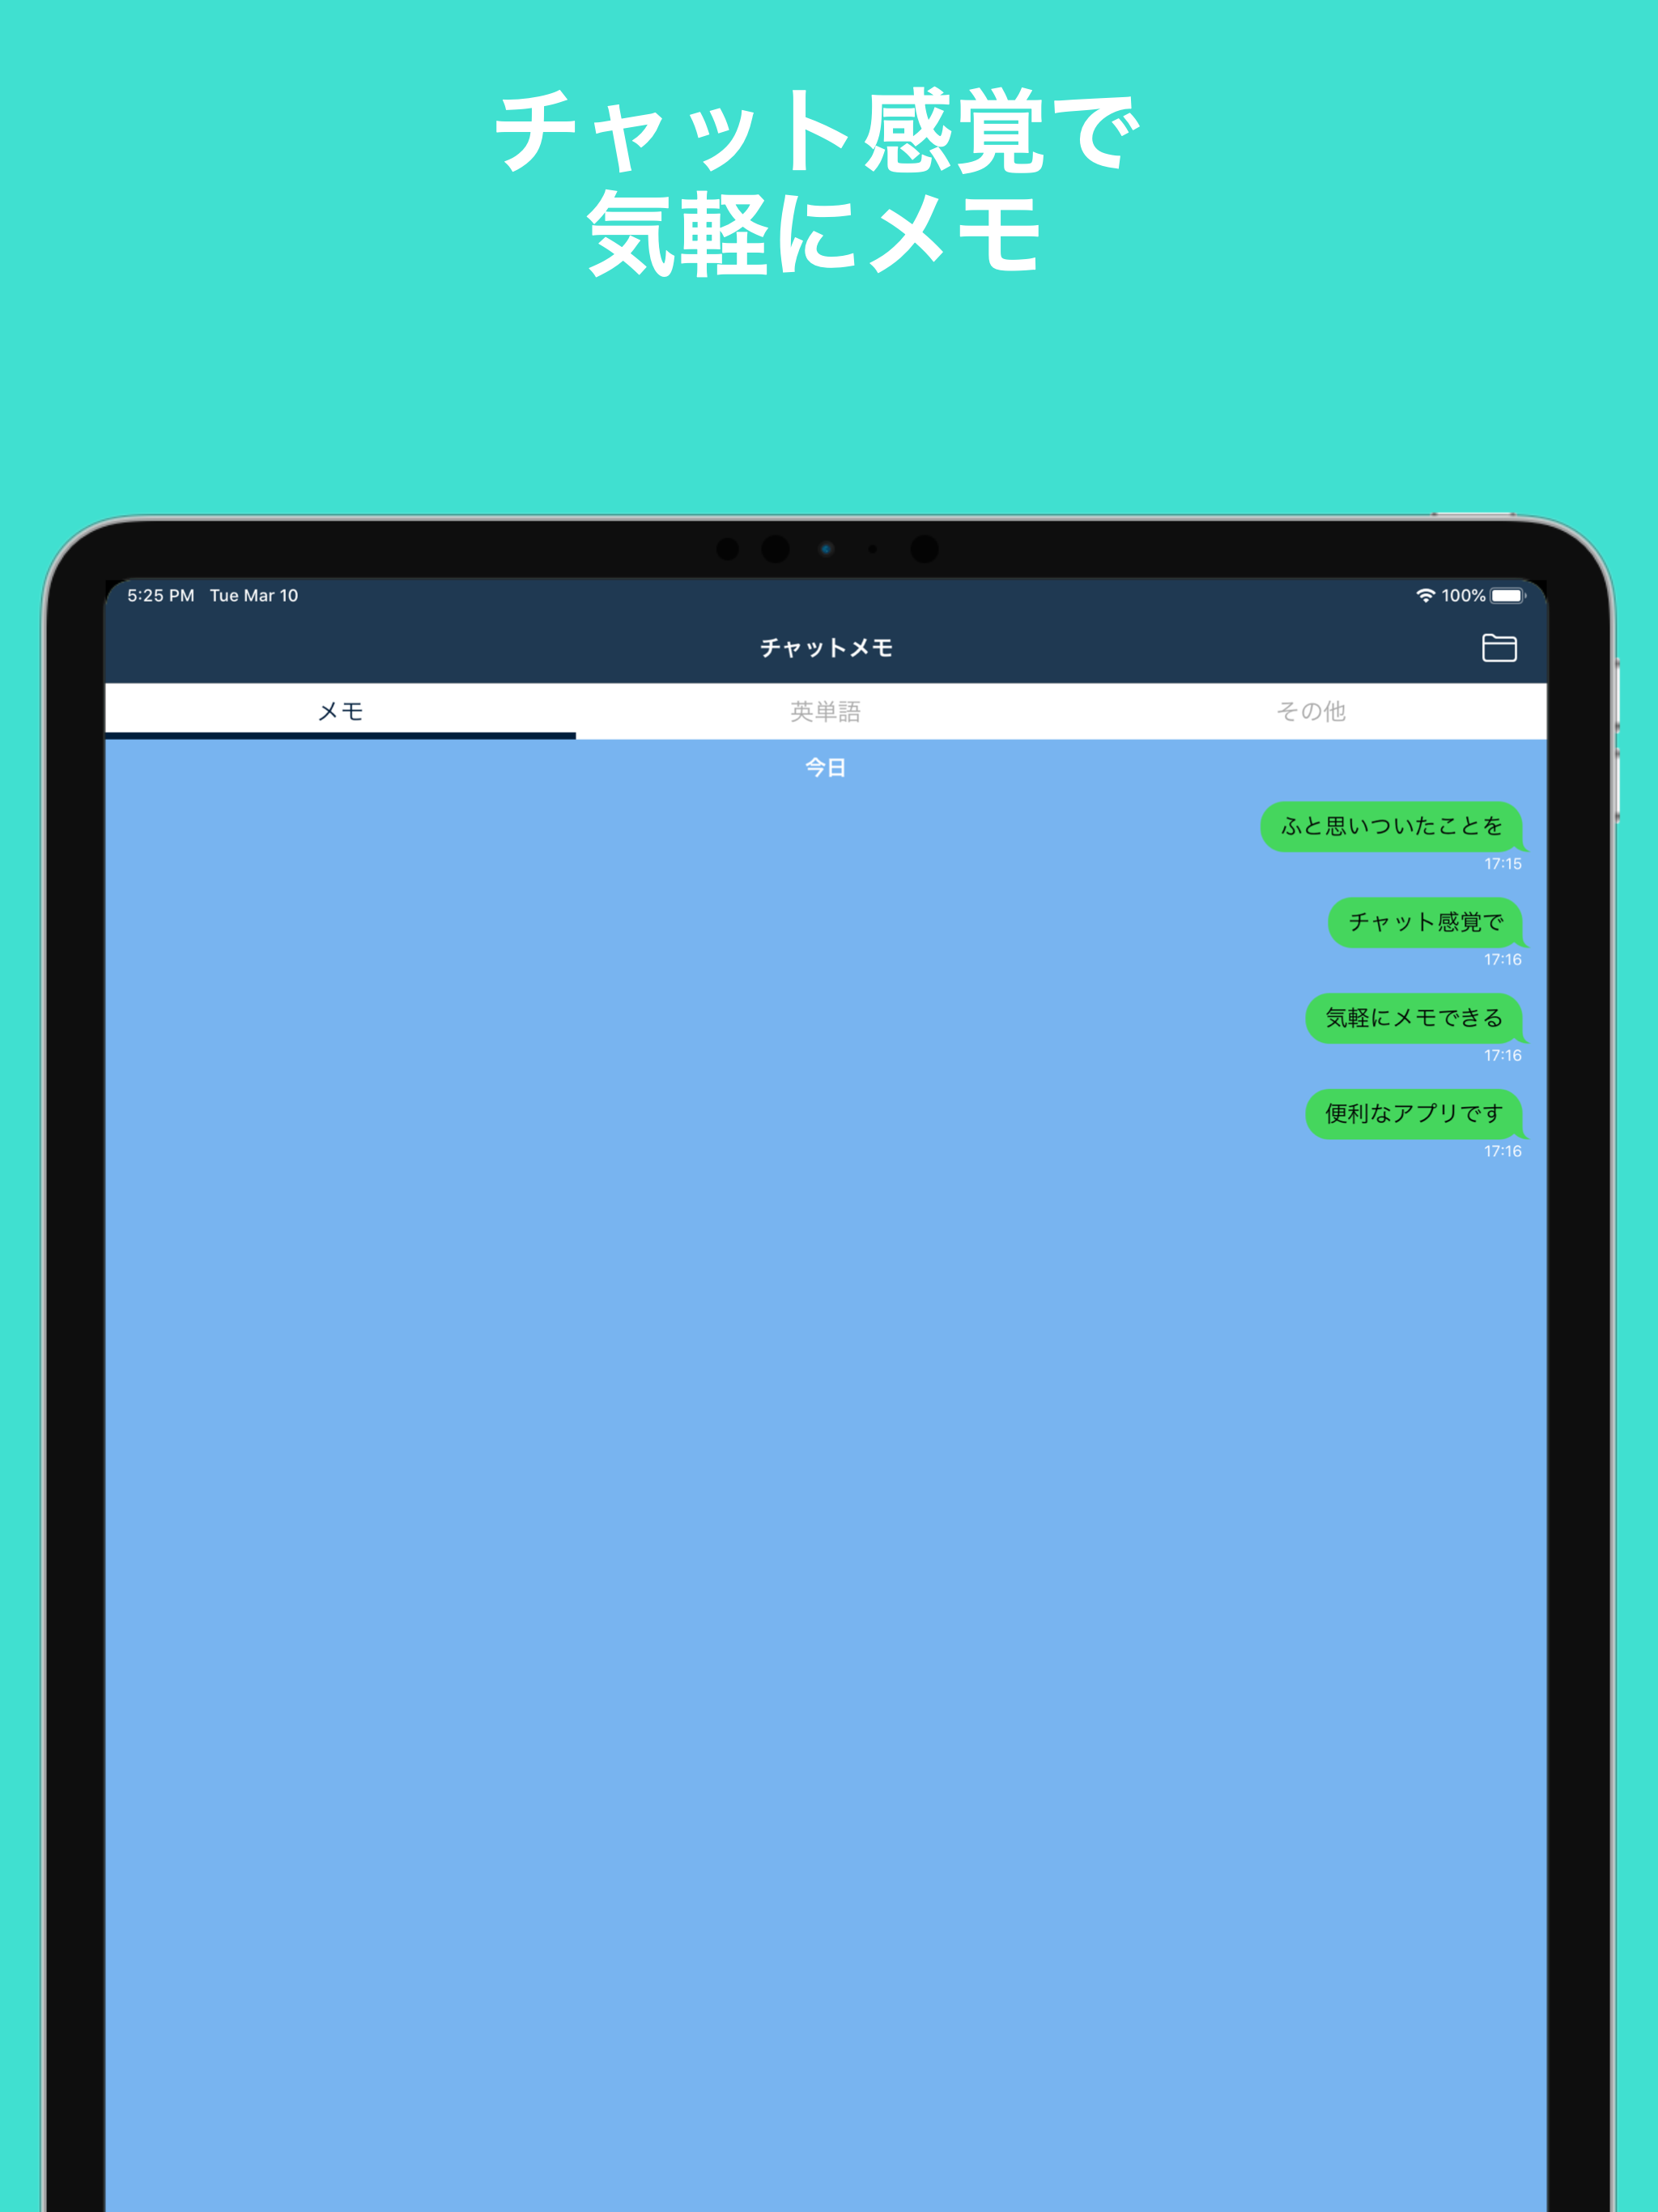 チャット感覚で
気軽にメモ
5:25 PM Tue Mar 10
100%
チャットメモ
メモ 英単語 その他
今日
ふと思いついたことを
17:15
チャット感覚で
17:16
気軽にメモできる
17:16
便利なアプリです
17:16